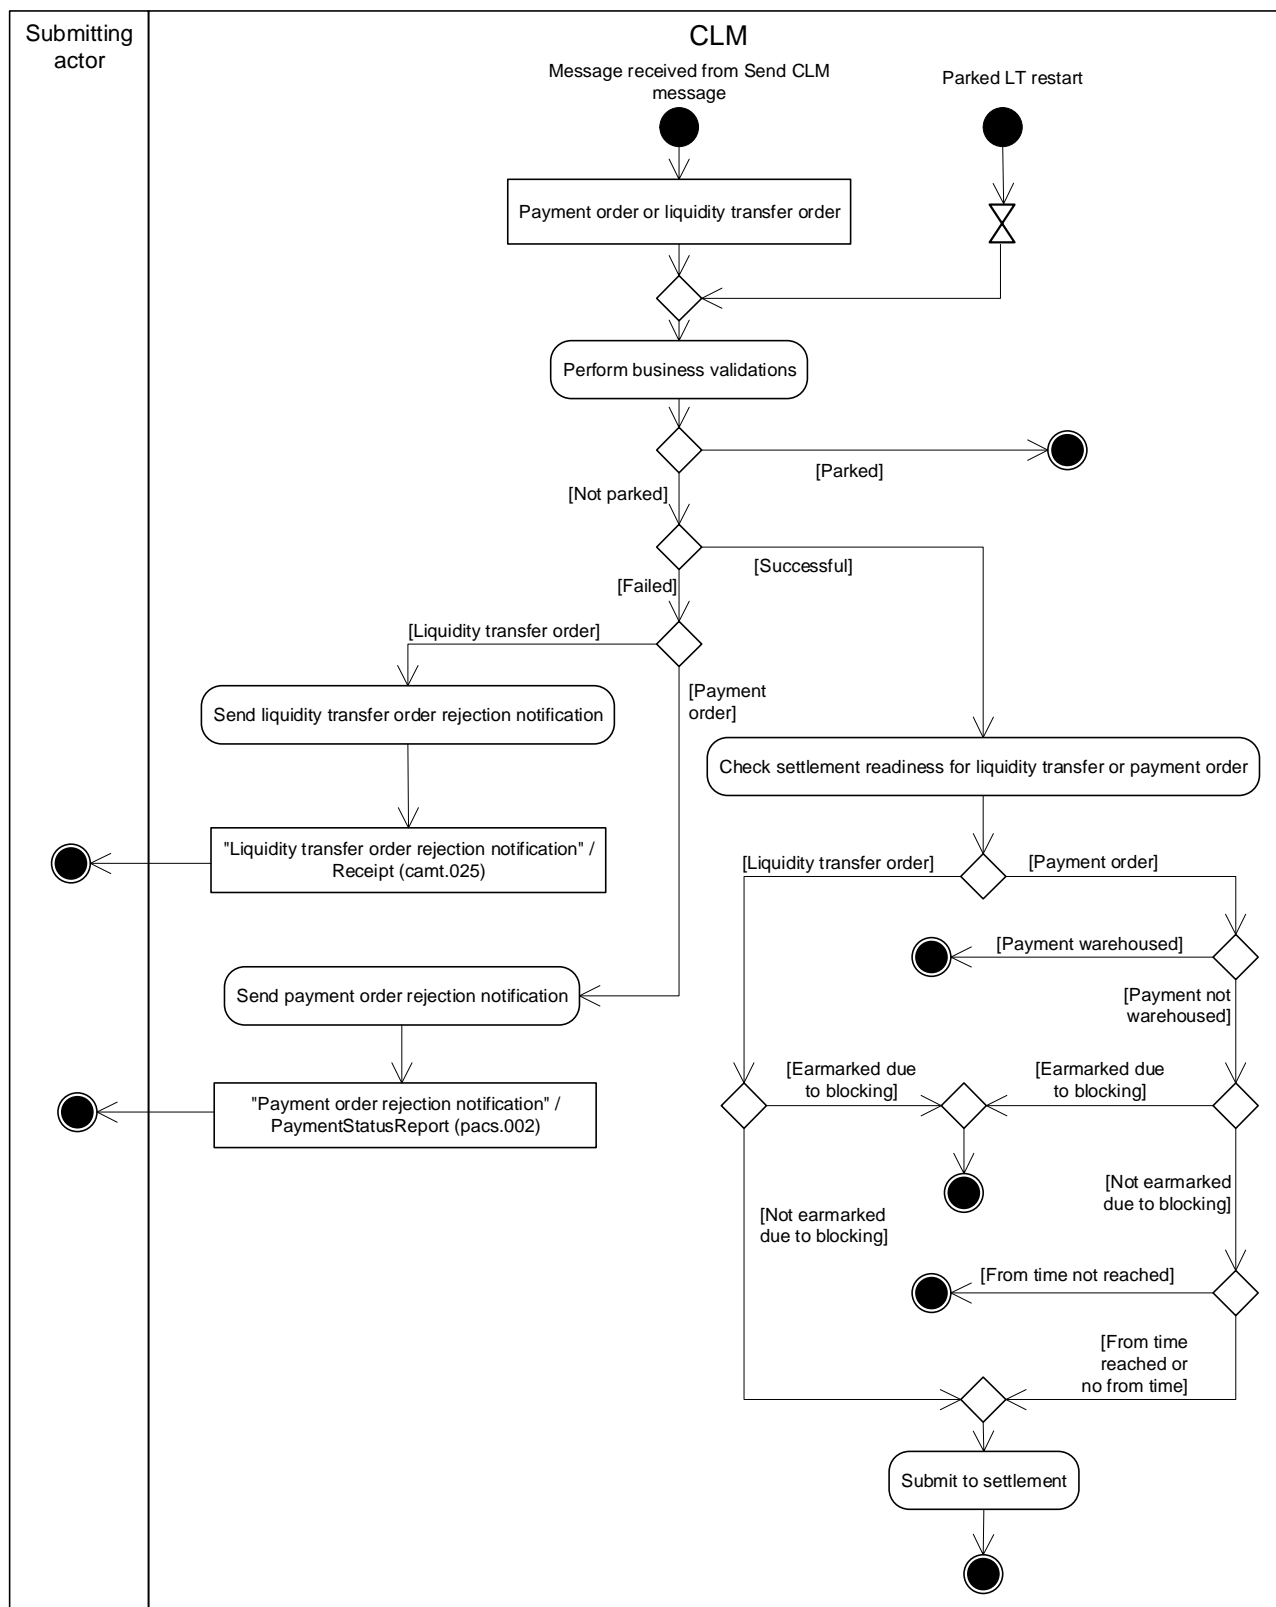 Submitting
actor
CLM
Message received from Send CLM
message
Parked LT restart
Payment order or liquidity transfer order
Perform business validations
[Parked]
[Not parked]
[Successful]
[Failed]
[Liquidity transfer order]
[Payment
order]
Send liquidity transfer order rejection notification
Check settlement readiness for liquidity transfer or payment order
"Liquidity transfer order rejection notification" /
Receipt (camt.025)
[Liquidity transfer order]
[Payment order]
[Payment warehoused]
Send payment order rejection notification
[Payment not
warehoused]
[Earmarked due
to blocking]
[Earmarked due
to blocking]
"Payment order rejection notification" /
PaymentStatusReport (pacs.002)
[Not earmarked
due to blocking]
[Not earmarked
due to blocking]
[From time not reached]
[From time
reached or
no from time]
Submit to settlement